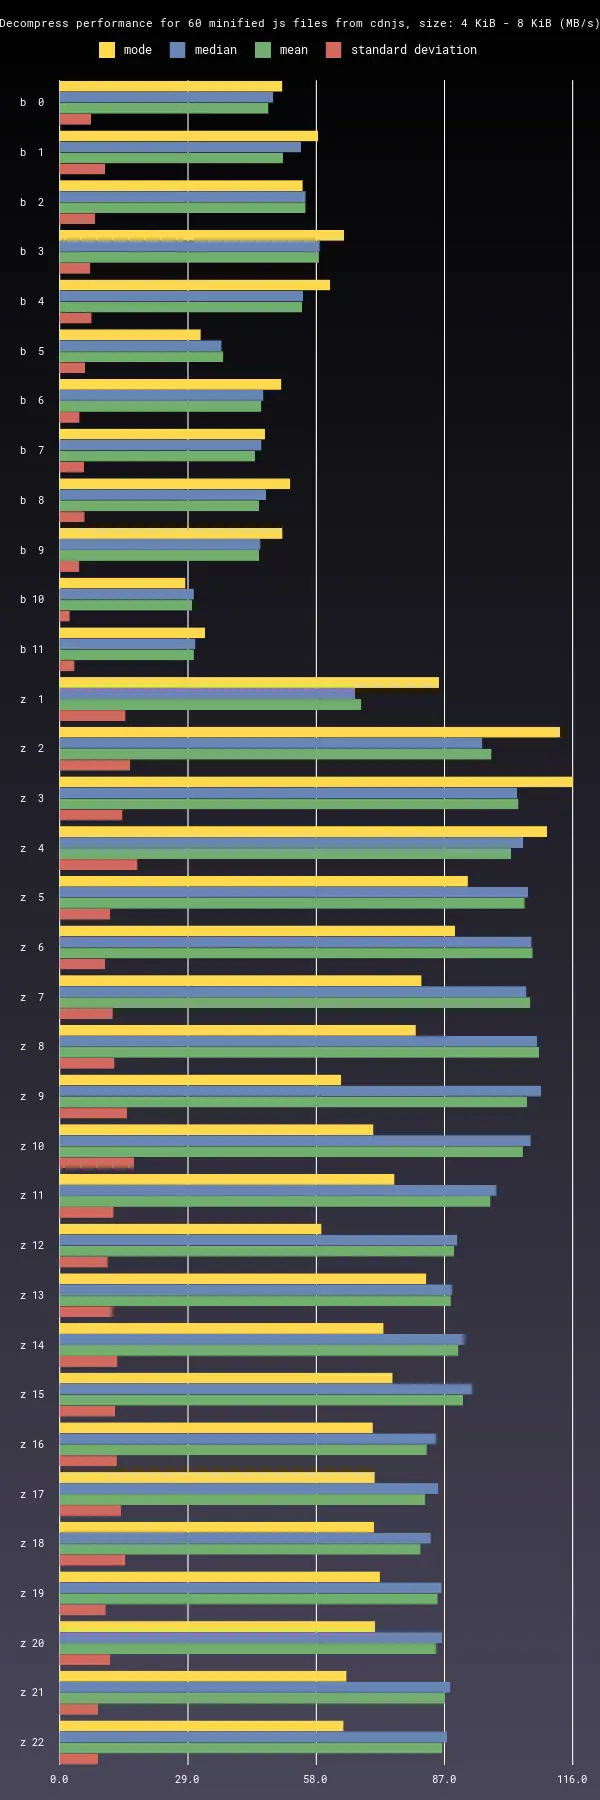 Decompress performance for 60 minified js files from cdnjs, size: 4 KiB - 8 KiB (MB/s)
mode median mean standard deviation
b 0
b 1
b 2
b 3
b 4
b 5
b 6
b 7
b 8
b 9
b 10
b 11
z 1
z 2
z 3
z 4
z 5
z 6
z 7
z 8
z 9
z 10
z 11
z 12
z 13
z 14
z 15
z 16
z 17
z 18
z 19
z 20
z 21
z 22
0.0 29.0 58.0 87.0 116.0